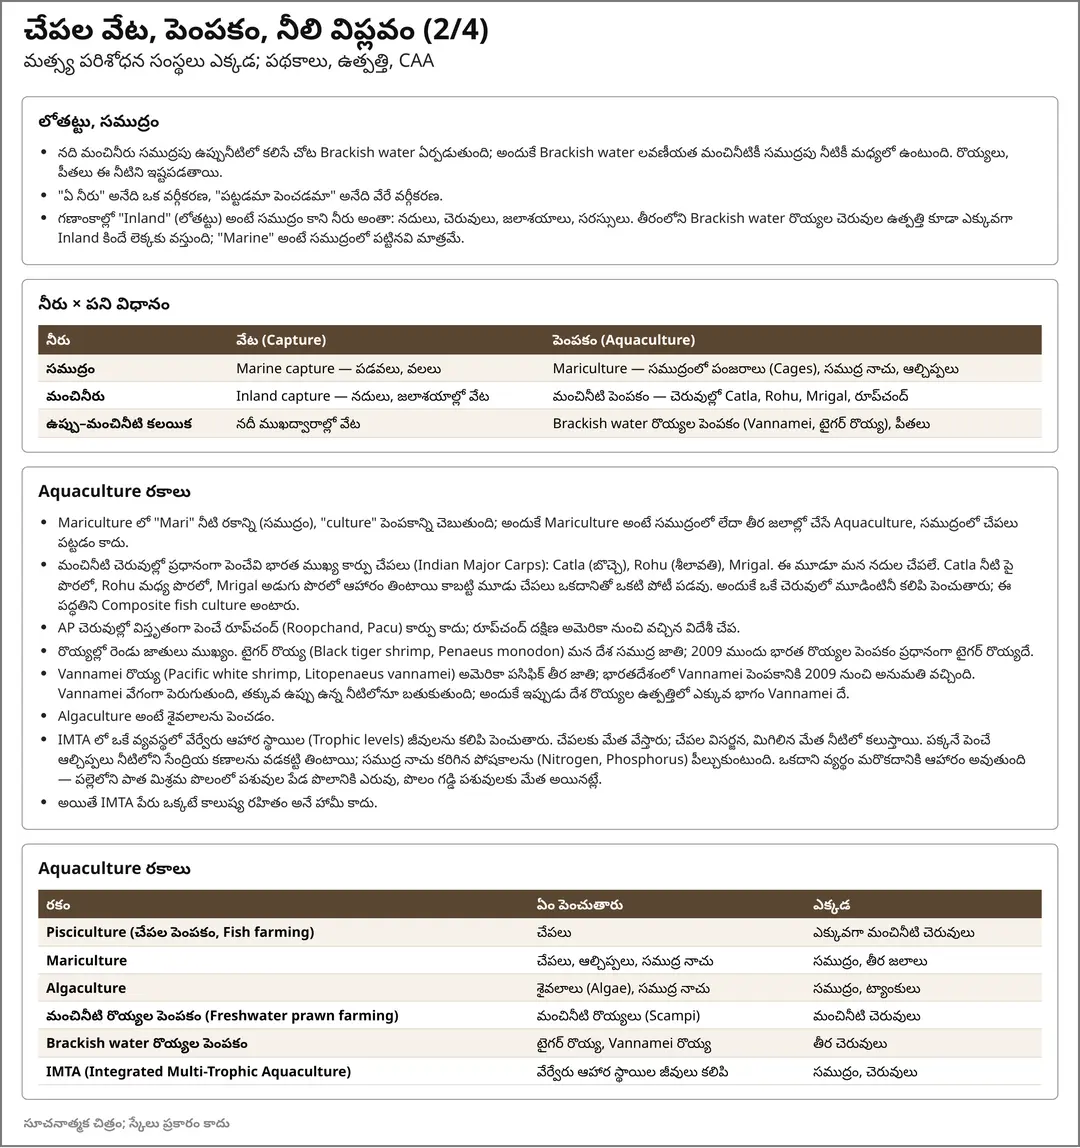 చేపల వేట, పెంపకం, నీలి విప్లవం (2/4)
మత్స్య పరిశోధన సంస్థలు ఎక్కడ; పథకాలు, ఉత్పత్తి, CAA
లోతట్టు, సముద్రం
• నది మంచినీరు సముద్రపు ఉప్పునీటిలో కలిసే చోట Brackish water ఏర్పడుతుంది; అందుకే Brackish water లవణీయత మంచినీటికీ సముద్రపు నీటికీ మధ్యలో ఉంటుంది. రొయ్యలు,
పీతలు ఈ నీటిని ఇష్టపడతాయి.
• "ఏ నీరు" అనేది ఒక వర్గీకరణ, "పట్టడమా పెంచడమా" అనేది వేరే వర్గీకరణ.
• గణాంకాల్లో "Inland" (లోతట్టు) అంటే సముద్రం కాని నీరు అంతా: నదులు, చెరువులు, జలాశయాలు, సరస్సులు. తీరంలోని Brackish water రొయ్యల చెరువుల ఉత్పత్తి కూడా ఎక్కువగా
Inland కిందే లెక్కకు వస్తుంది; "Marine" అంటే సముద్రంలో పట్టినవి మాత్రమే.
నీరు × పని విధానం
నీరు వేట (Capture) పెంపకం (Aquaculture)
సముద్రం Marine capture — పడవలు, వలలు Mariculture — సముద్రంలో పంజరాలు (Cages), సముద్ర నాచు, ఆల్చిప్పలు
మంచినీరు Inland capture — నదులు, జలాశయాల్లో వేట మంచినీటి పెంపకం — చెరువుల్లో Catla, Rohu, Mrigal, రూప్‌చంద్
ఉప్పు–మంచినీటి కలయిక నదీ ముఖద్వారాల్లో వేట Brackish water రొయ్యల పెంపకం (Vannamei, టైగర్ రొయ్య), పీతలు
Aquaculture రకాలు
• Mariculture లో "Mari" నీటి రకాన్ని (సముద్రం), "culture" పెంపకాన్ని చెబుతుంది; అందుకే Mariculture అంటే సముద్రంలో లేదా తీర జలాల్లో చేసే Aquaculture, సముద్రంలో చేపలు
పట్టడం కాదు.
• మంచినీటి చెరువుల్లో ప్రధానంగా పెంచేవి భారత ముఖ్య కార్పు చేపలు (Indian Major Carps): Catla (బొచ్చె), Rohu (శీలావతి), Mrigal. ఈ మూడూ మన నదుల చేపలే. Catla నీటి పై
పొరలో, Rohu మధ్య పొరలో, Mrigal అడుగు పొరలో ఆహారం తింటాయి కాబట్టి మూడు చేపలు ఒకదానితో ఒకటి పోటీ పడవు. అందుకే ఒకే చెరువులో మూడింటినీ కలిపి పెంచుతారు; ఈ
పద్ధతిని Composite fish culture అంటారు.
• AP చెరువుల్లో విస్తృతంగా పెంచే రూప్‌చంద్ (Roopchand, Pacu) కార్పు కాదు; రూప్‌చంద్ దక్షిణ అమెరికా నుంచి వచ్చిన విదేశీ చేప.
• రొయ్యల్లో రెండు జాతులు ముఖ్యం. టైగర్ రొయ్య (Black tiger shrimp, Penaeus monodon) మన దేశ సముద్ర జాతి; 2009 ముందు భారత రొయ్యల పెంపకం ప్రధానంగా టైగర్ రొయ్యదే.
• Vannamei రొయ్య (Pacific white shrimp, Litopenaeus vannamei) అమెరికా పసిఫిక్ తీర జాతి; భారతదేశంలో Vannamei పెంపకానికి 2009 నుంచి అనుమతి వచ్చింది.
Vannamei వేగంగా పెరుగుతుంది, తక్కువ ఉప్పు ఉన్న నీటిలోనూ బతుకుతుంది; అందుకే ఇప్పుడు దేశ రొయ్యల ఉత్పత్తిలో ఎక్కువ భాగం Vannamei దే.
• Algaculture అంటే శైవలాలను పెంచడం.
• IMTA లో ఒకే వ్యవస్థలో వేర్వేరు ఆహార స్థాయిల (Trophic levels) జీవులను కలిపి పెంచుతారు. చేపలకు మేత వేస్తారు; చేపల విసర్జన, మిగిలిన మేత నీటిలో కలుస్తాయి. పక్కనే పెంచే
ఆల్చిప్పలు నీటిలోని సేంద్రియ కణాలను వడకట్టి తింటాయి; సముద్ర నాచు కరిగిన పోషకాలను (Nitrogen, Phosphorus) పీల్చుకుంటుంది. ఒకదాని వ్యర్థం మరొకదానికి ఆహారం అవుతుంది
— పల్లెలోని పాత మిశ్రమ పొలంలో పశువుల పేడ పొలానికి ఎరువు, పొలం గడ్డి పశువులకు మేత అయినట్లే.
• అయితే IMTA పేరు ఒక్కటే కాలుష్య రహితం అనే హామీ కాదు.
Aquaculture రకాలు
రకం ఏం పెంచుతారు ఎక్కడ
Pisciculture (చేపల పెంపకం, Fish farming) చేపలు ఎక్కువగా మంచినీటి చెరువులు
Mariculture చేపలు, ఆల్చిప్పలు, సముద్ర నాచు సముద్రం, తీర జలాలు
Algaculture శైవలాలు (Algae), సముద్ర నాచు సముద్రం, ట్యాంకులు
మంచినీటి రొయ్యల పెంపకం (Freshwater prawn farming) మంచినీటి రొయ్యలు (Scampi) మంచినీటి చెరువులు
Brackish water రొయ్యల పెంపకం టైగర్ రొయ్య, Vannamei రొయ్య తీర చెరువులు
IMTA (Integrated Multi-Trophic Aquaculture) వేర్వేరు ఆహార స్థాయిల జీవులు కలిపి సముద్రం, చెరువులు
సూచనాత్మక చిత్రం; స్కేలు ప్రకారం కాదు